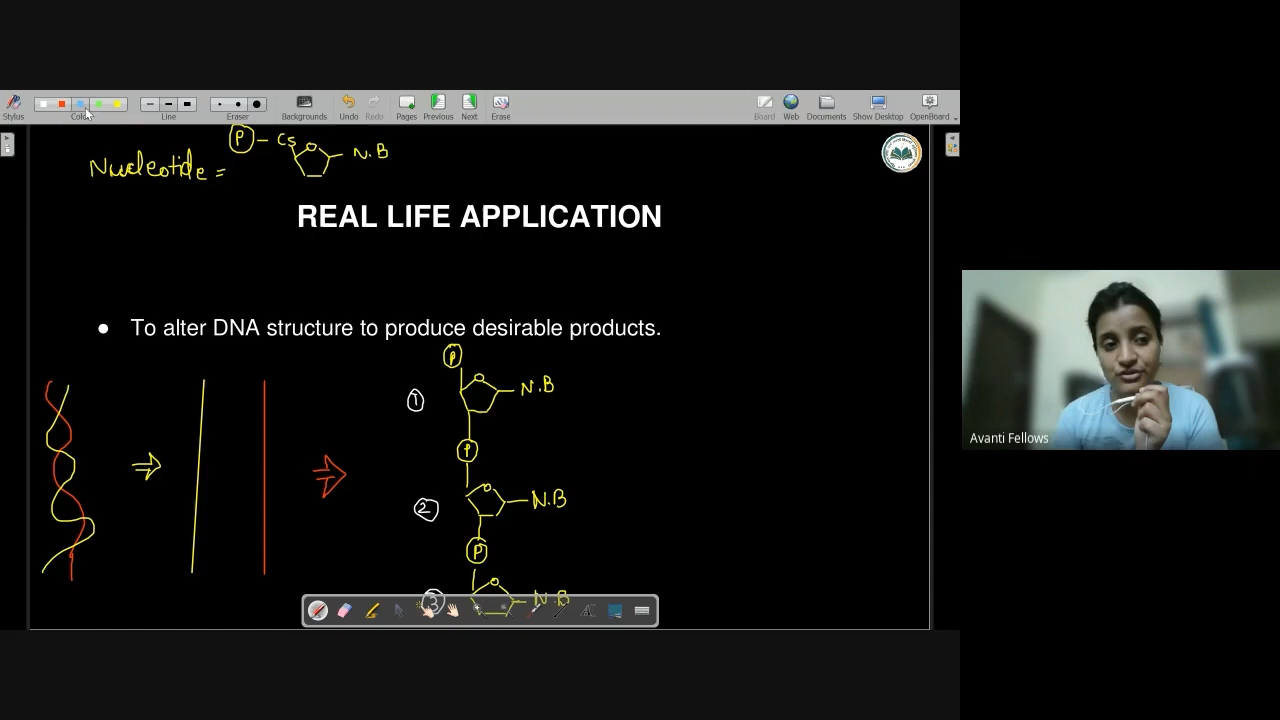 Stylus
Color
Line
Eraser
Backgrounds
Undo
Redo
Pages
Previous
Next
Erase
Board
Web
Documents
Show Desktop
OpenBoard
P - C5
N.B
Nucleotide =
REAL LIFE APPLICATION
● To alter DNA structure to produce desirable products.
P
1
N.B
P
2
N.B
P
3
N.B
Avanti Fellows